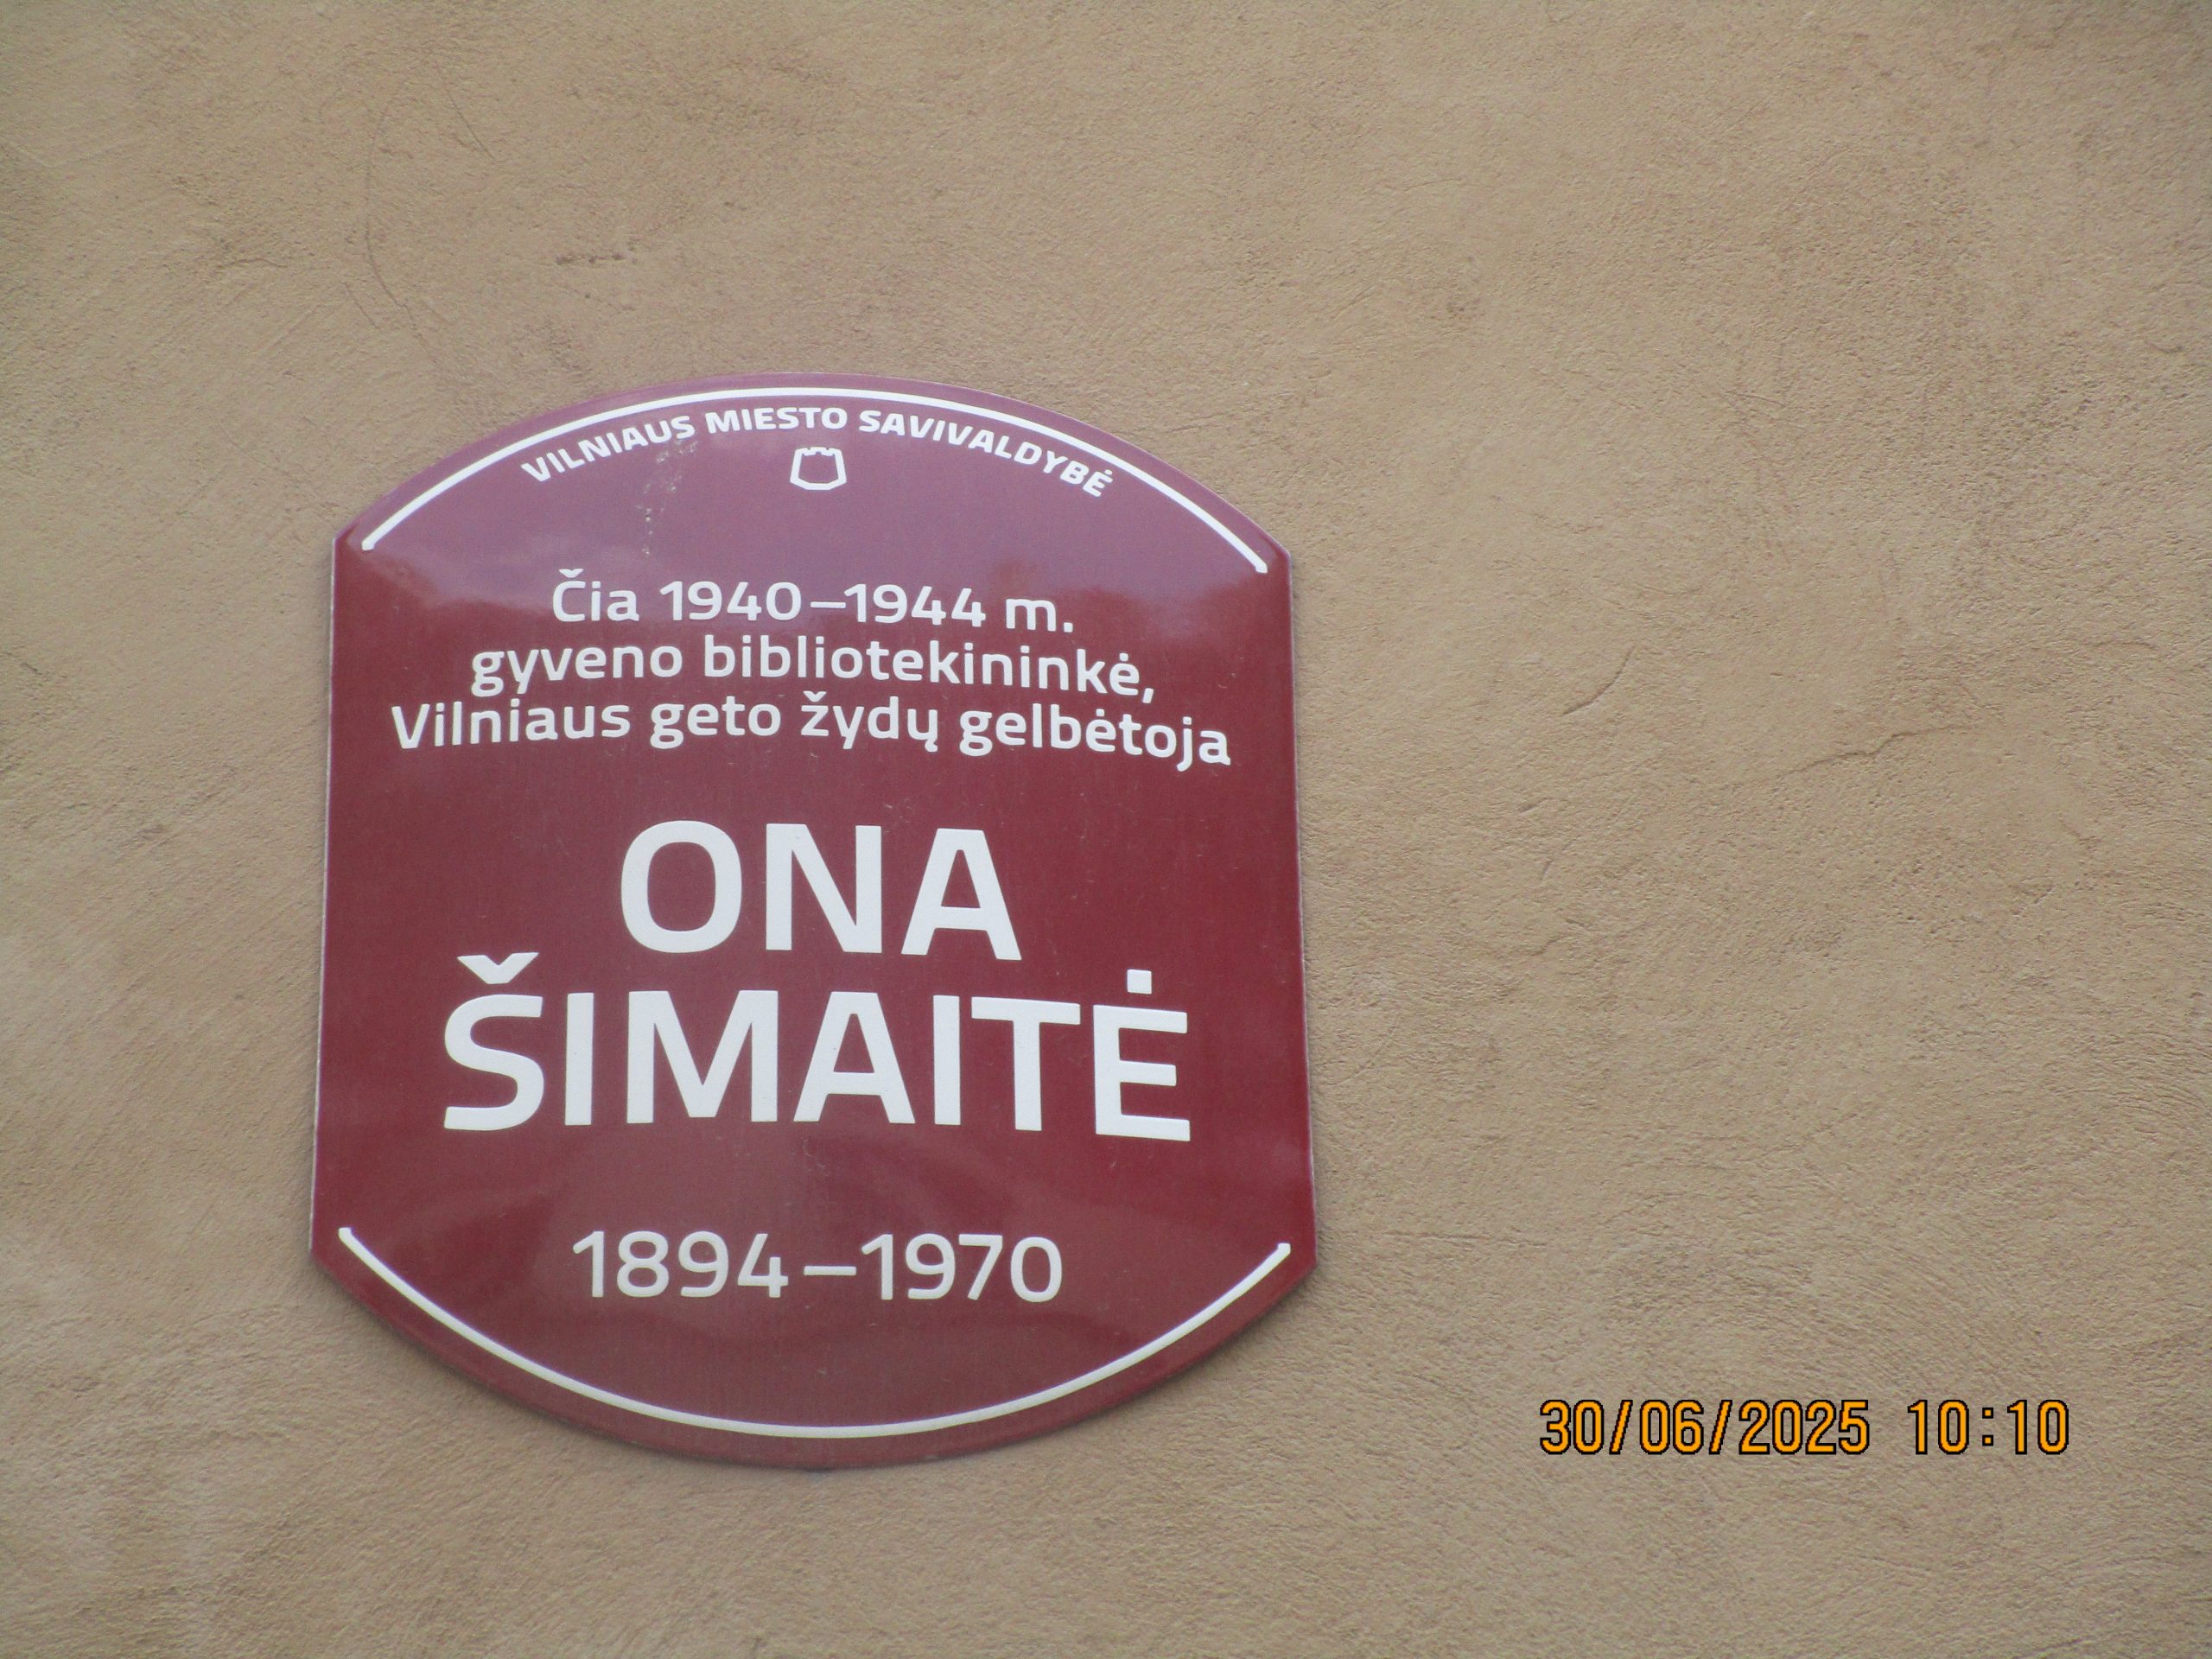 VILNIAUS MIESTO SAVIVALDYBĖ
Čia 1940–1944 m.
gyveno bibliotekininkė,
Vilniaus geto žydų gelbėtoja
ONA
ŠIMAITĖ
1894–1970
30/06/2025 10:10